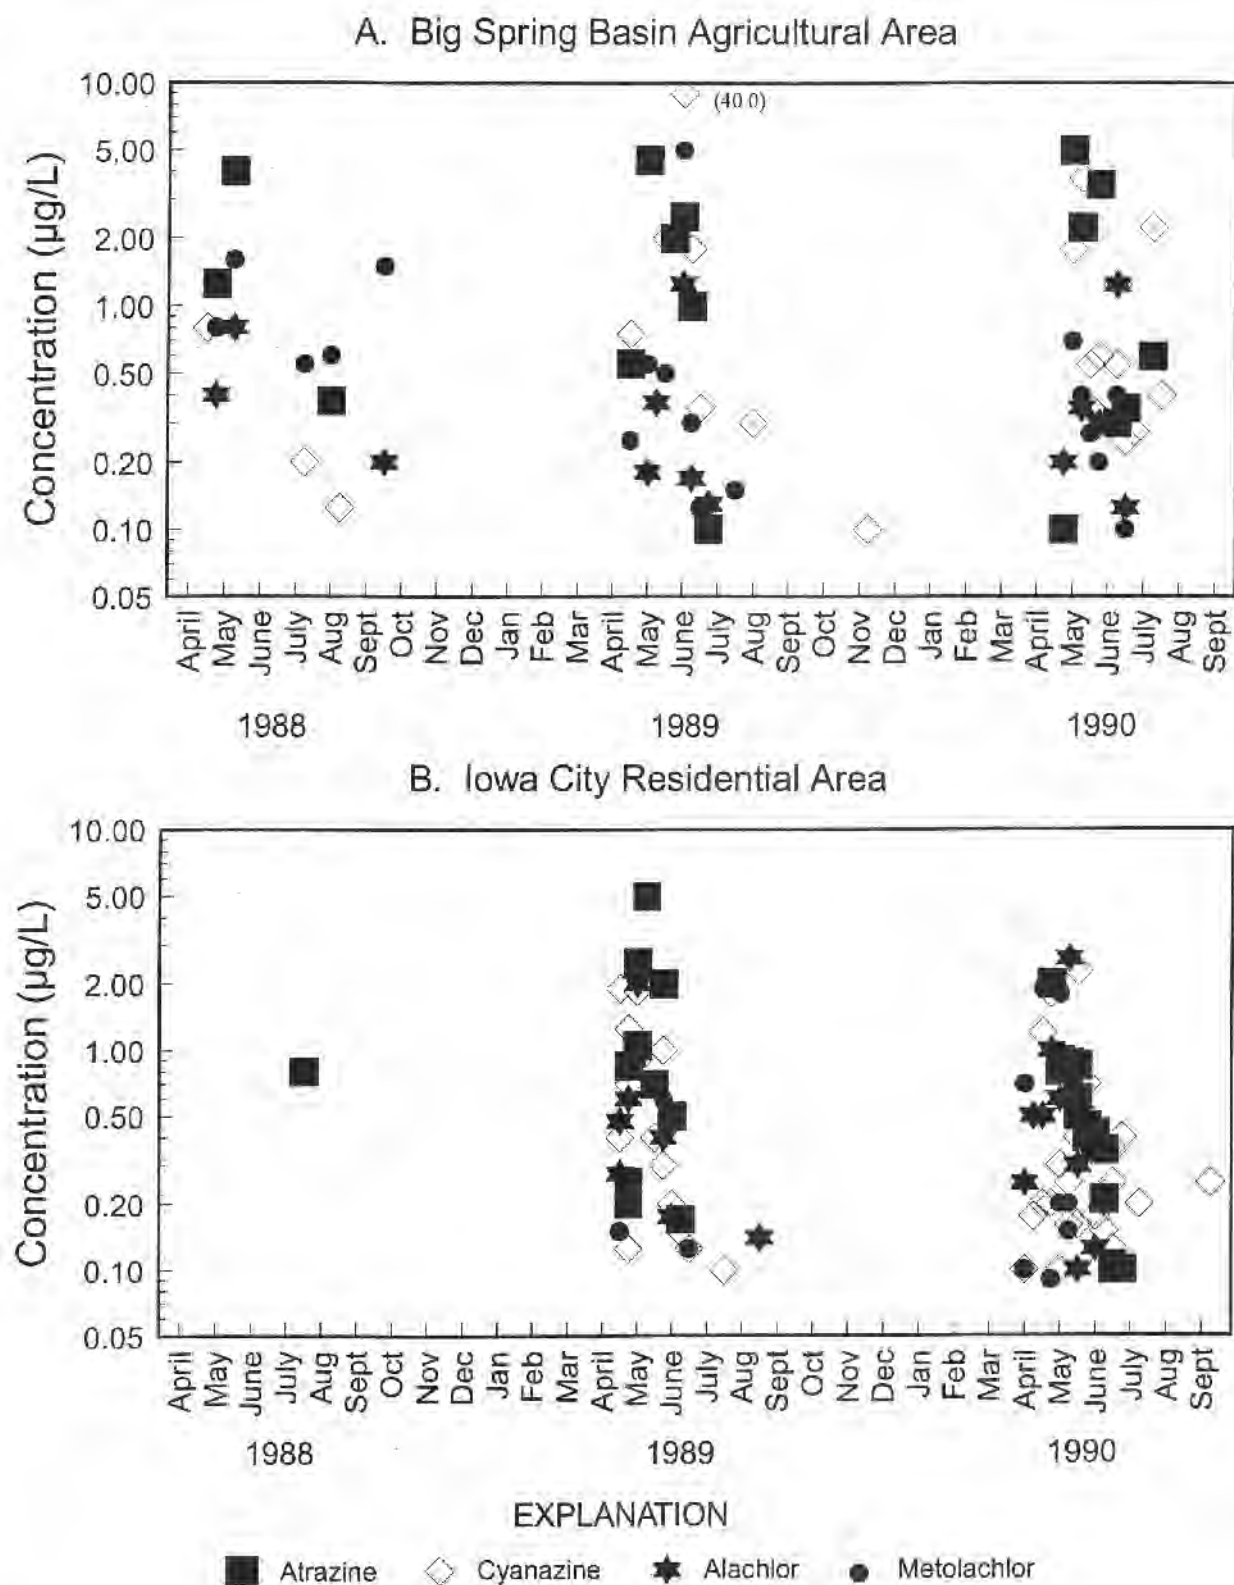 A. Big Spring Basin Agricultural Area
10.00
5.00
2.00
1.00
0.50
0.20
0.10
0.05
Concentration (µg/L)
(40 0)
April May June July Aug Sept Oct Nov Dec Jan Feb Mar April May June July Aug Sept Oct Nov Dec Jan Feb Mar April May June July Aug Sept
1988 1989 1990
B. Iowa City Residential Area
10.00
5.00
2.00
1.00
0.50
0.20
0.10
0.05
Concentration (µg/L)
April May June July Aug Sept Oct Nov Dec Jan Feb Mar April May June July Aug Sept Oct Nov Dec Jan Feb Mar April May June July Aug Sept
1988 1989 1990
EXPLANATION
Atrazine Cyanazine Alachlor Metolachlor